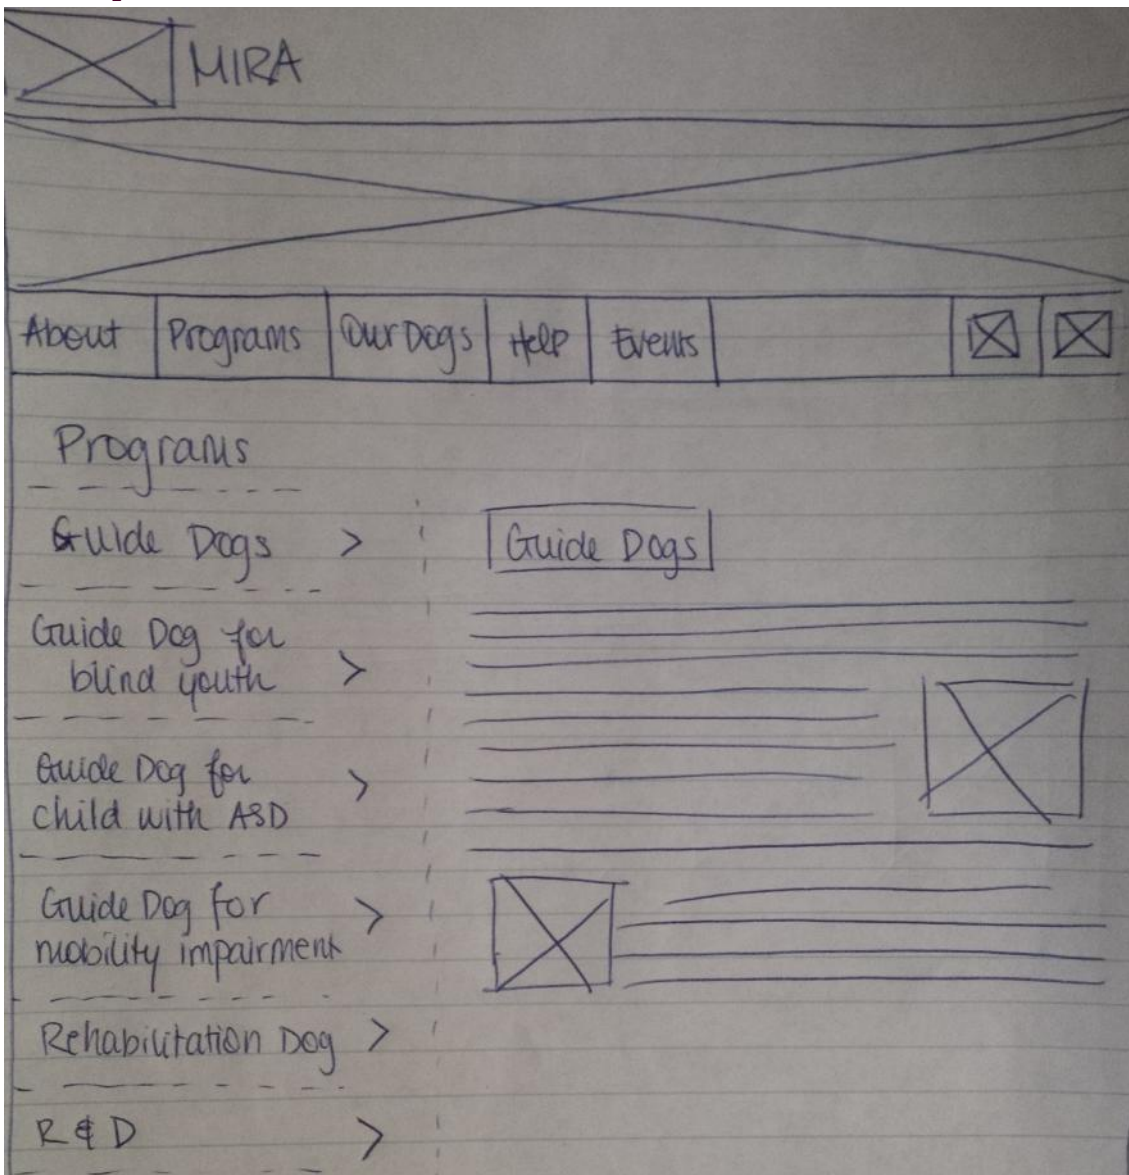 MIRA
About Programs Our Dogs Help Events
Programs
Guide Dogs >
Guide Dogs
Guide Dog for
blind youth >
Guide Dog for
child with ASD >
Guide Dog for
mobility impairment >
Rehabilitation Dog >
R & D >